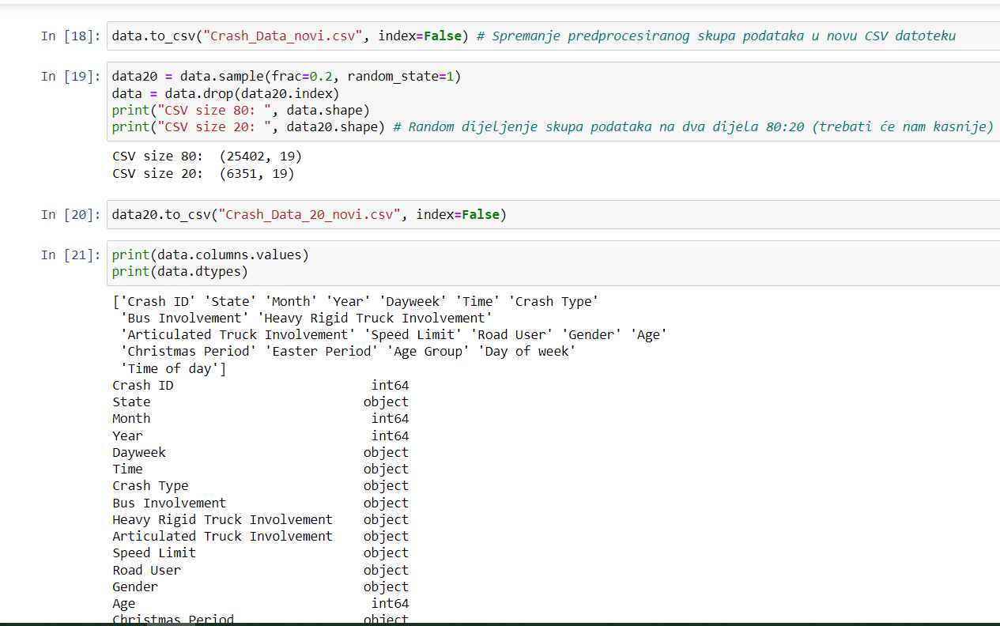 In [18]: data.to_csv("Crash_Data_novi.csv", index=False) # Spremanje predprocesiranog skupa podataka u novu CSV datoteku
In [19]: data20 = data.sample(frac=0.2, random_state=1)
data = data.drop(data20.index)
print("CSV size 80: ", data.shape)
print("CSV size 20: ", data20.shape) # Random dijeljenje skupa podataka na dva dijela 80:20 (trebati će nam kasnije)
CSV size 80:  (25402, 19)
CSV size 20:  (6351, 19)
In [20]: data20.to_csv("Crash_Data_20_novi.csv", index=False)
In [21]: print(data.columns.values)
print(data.dtypes)
['Crash ID' 'State' 'Month' 'Year' 'Dayweek' 'Time' 'Crash Type'
'Bus Involvement' 'Heavy Rigid Truck Involvement'
'Articulated Truck Involvement' 'Speed Limit' 'Road User' 'Gender' 'Age'
'Christmas Period' 'Easter Period' 'Age Group' 'Day of week'
'Time of day']
Crash ID int64
State object
Month int64
Year int64
Dayweek object
Time object
Crash Type object
Bus Involvement object
Heavy Rigid Truck Involvement object
Articulated Truck Involvement object
Speed Limit object
Road User object
Gender object
Age int64
Christmas Period object